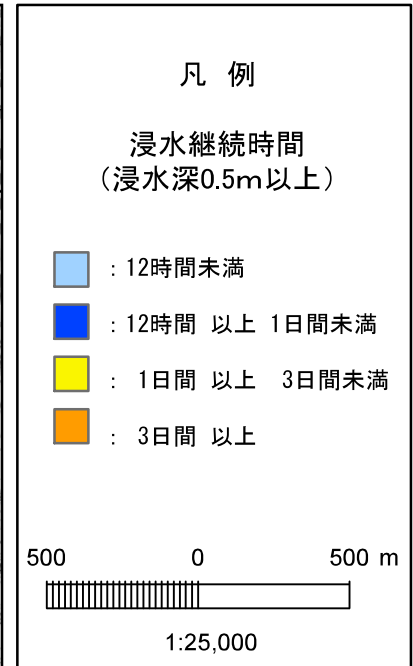 凡 例
浸水継続時間
（浸水深0.5m以上）
: 12時間未満
: 12時間 以上 1日間未満
: 1日間 以上 3日間未満
: 3日間 以上
500 0 500 m
1:25,000